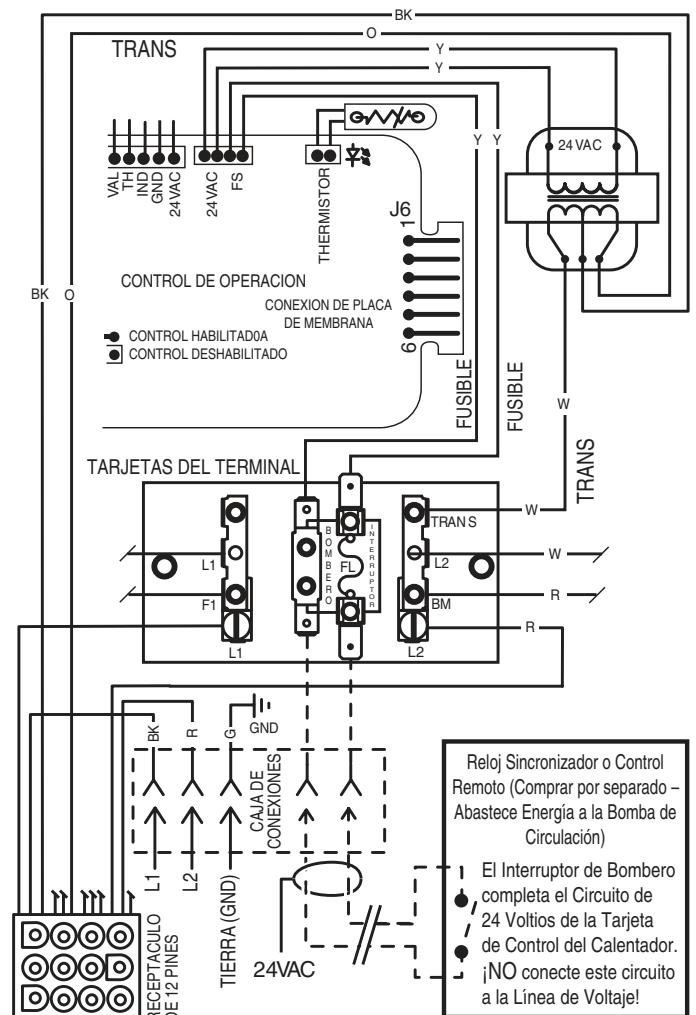 BK
O
TRANS
Y
Y
Y Y
24 VAC
VAL
TH
IND
GND
24VAC
24VAC
FS
THERMISTOR
J6
1
CONTROL DE OPERACION
CONEXION DE PLACA
DE MEMBRANA
BK O
CONTROL HABILITAD0A
CONTROL DESHABILITADO
6
FUSIBLE
FUSIBLE
W
TRANS
TARJETAS DEL TERMINAL
TRANS
W
L1
BOMBERO
FL
INTERRUPTOR
L2
W
F1
BM
R
L1
L2
R
BK
R
G
GND
CAJA DE
CONEXIONES
L1
L2
TIERRA (GND)
24VAC
RECEPTACULO
DE 12 PINES
Reloj Sincronizador o Control
Remoto (Comprar por separado –
Abastece Energía a la Bomba de
Circulación)
El Interruptor de Bombero
completa el Circuito de
24 Voltios de la Tarjeta
de Control del Calentador.
¡NO conecte este circuito
a la Línea de Voltaje!